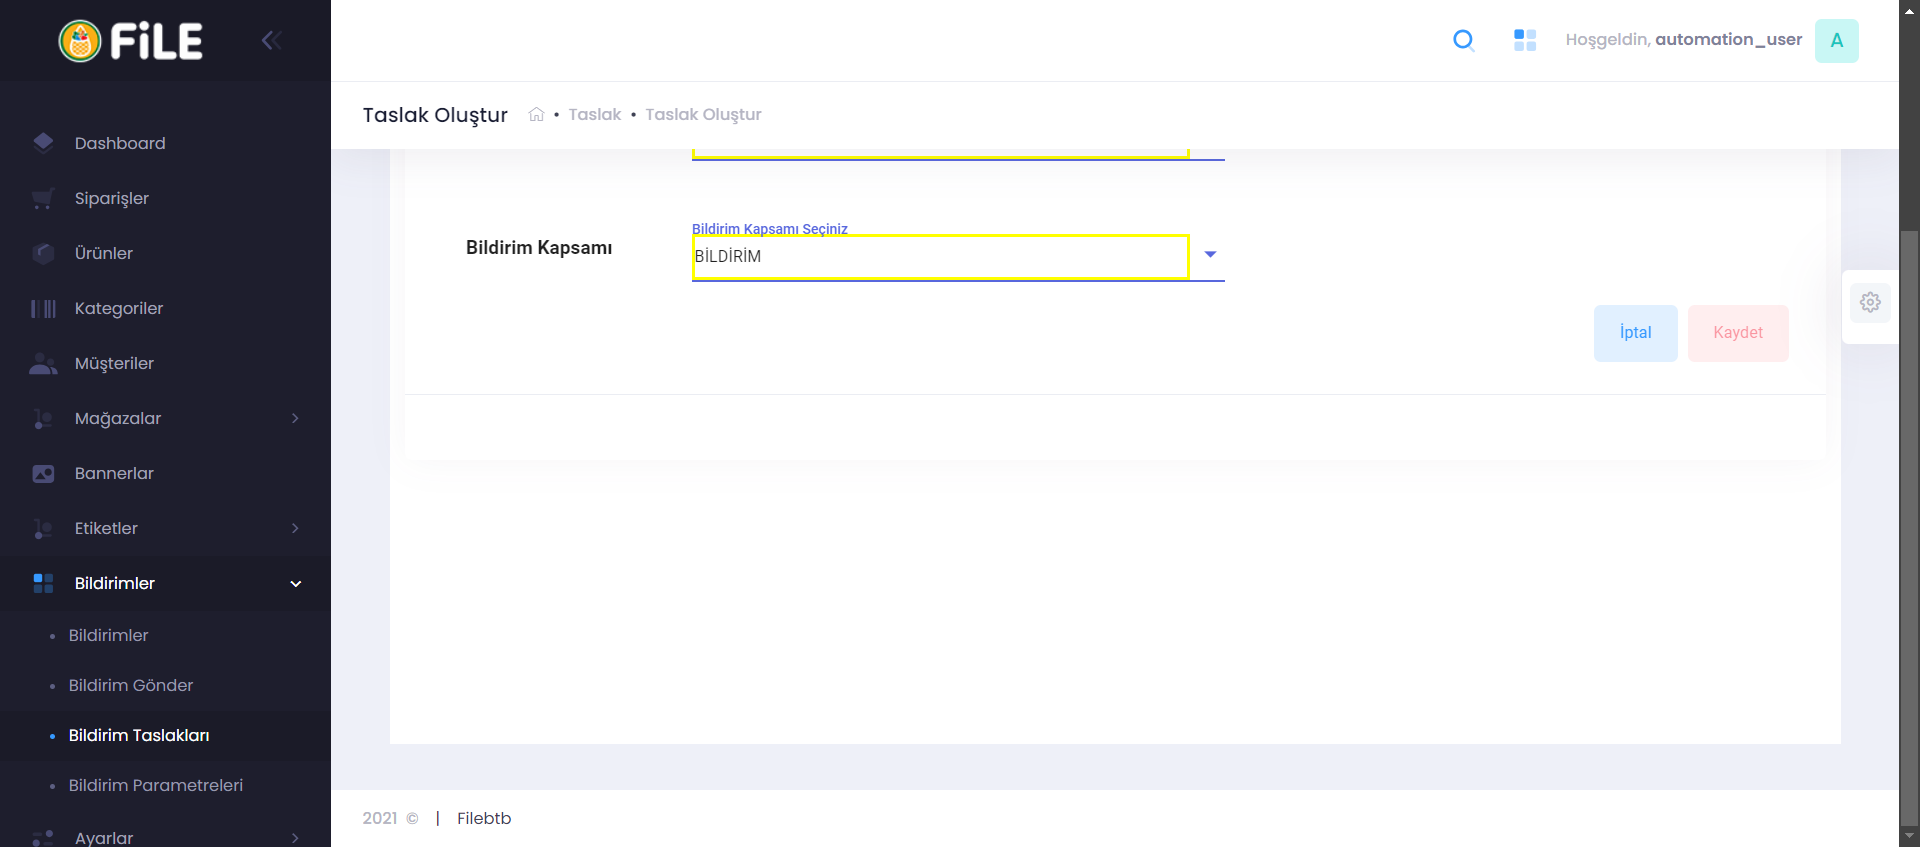 FiLE
Hoşgeldin, automation_user
A
Taslak Oluştur
• Taslak • Taslak Oluştur
Dashboard
Siparişler
Ürünler
Kategoriler
Müşteriler
Mağazalar
Bannerlar
Etiketler
Bildirimler
Bildirimler
Bildirim Gönder
Bildirim Taslakları
Bildirim Parametreleri
Ayarlar
Bildirim Kapsamı
Bildirim Kapsamı Seçiniz
BİLDİRİM
İptal
Kaydet
2021 © | Filebtb